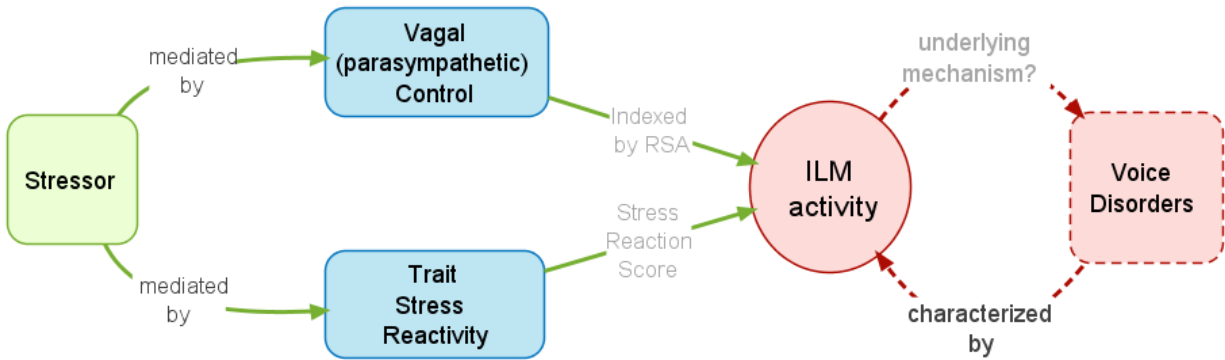 Stressor
mediated
by
Vagal
(parasympathetic)
Control
Indexed
by RSA
mediated
by
Trait
Stress
Reactivity
Stress
Reaction
Score
ILM
activity
underlying
mechanism?
Voice
Disorders
characterized
by